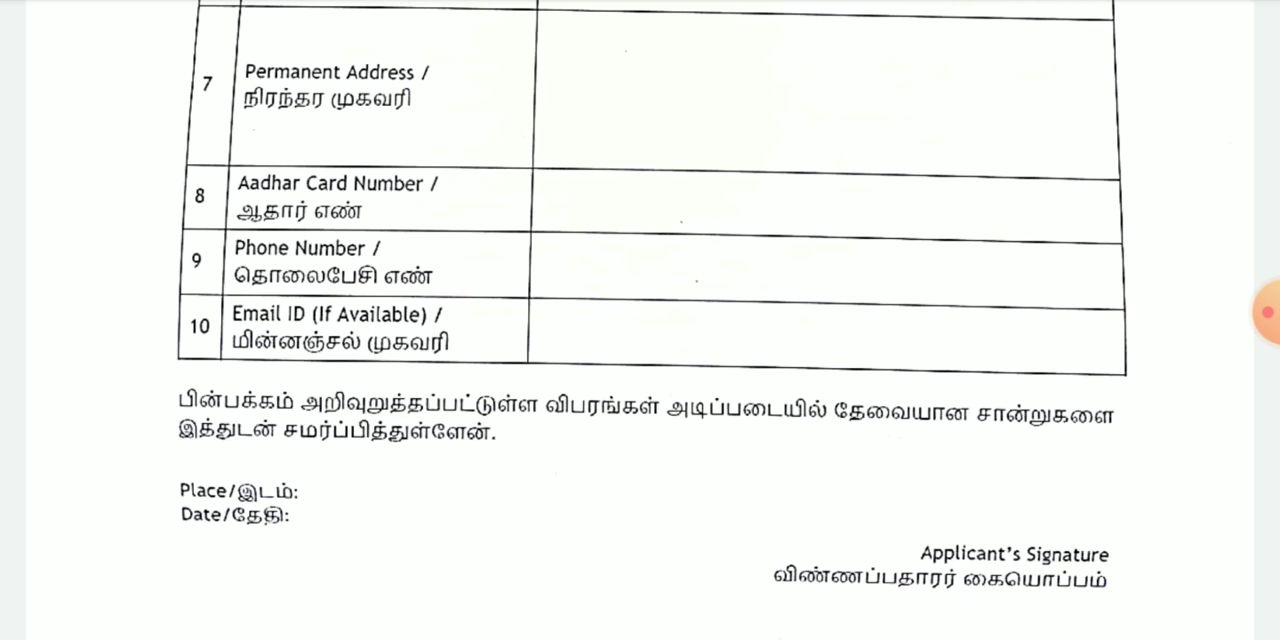 7
Permanent Address /
நிரந்தர முகவரி
8
Aadhar Card Number /
ஆதார் எண்
9
Phone Number /
தொலைபேசி எண்
10
Email ID (If Available) /
மின்னஞ்சல் முகவரி
பின்பக்கம் அறிவுறுத்தப்பட்டுள்ள விபரங்கள் அடிப்படையில் தேவையான சான்றுகளை
இத்துடன் சமர்ப்பித்துள்ளேன்.
Place/இடம்:
Date/தேதி:
Applicant's Signature
விண்ணப்பதாரர் கையொப்பம்